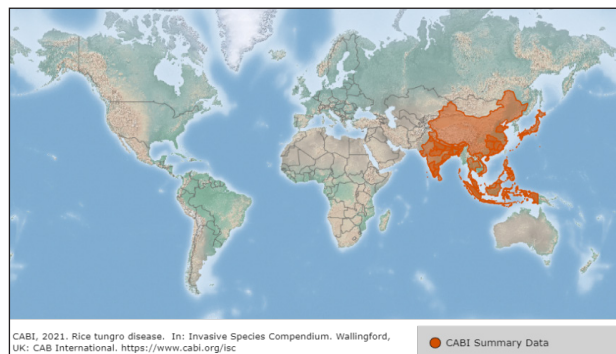 CABI, 2021. Rice tungro disease. In: Invasive Species Compendium. Wallingford,
UK: CAB International. https://www.cabi.org/isc
CABI Summary Data